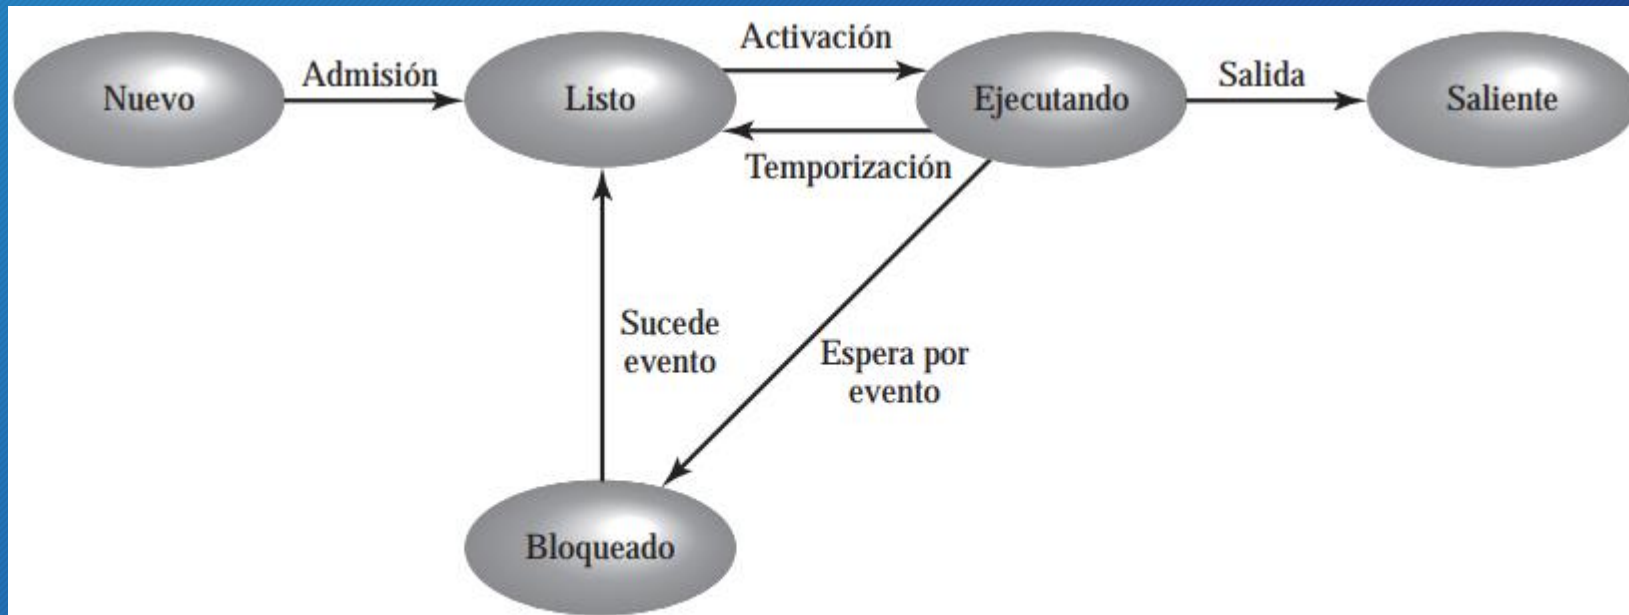 Activación
Admisión
Salida
Nuevo
Listo
Ejecutando
Saliente
Temporización
Sucede
evento
Espera por
evento
Bloqueado